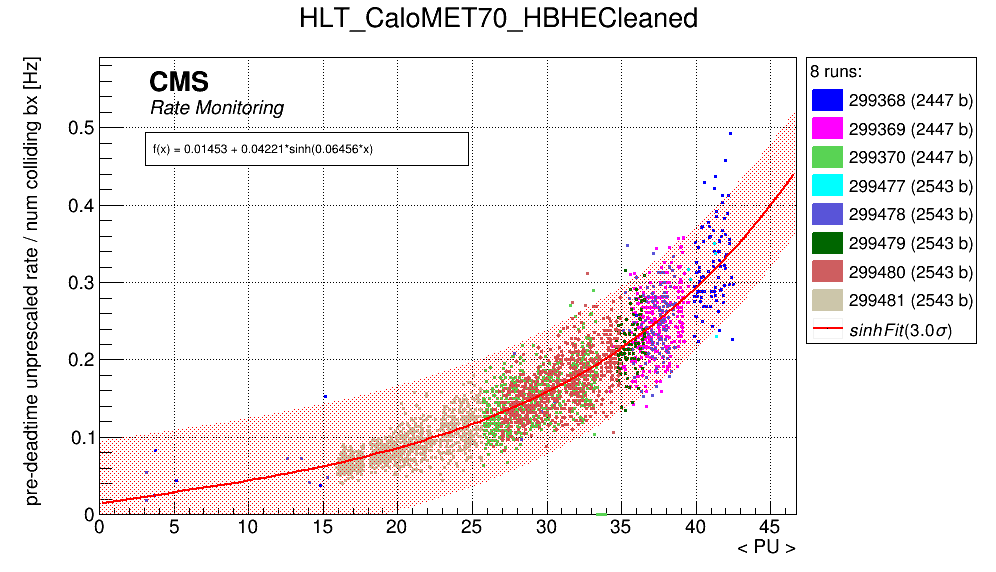 HLT_CaloMET70_HBHECleaned
pre-deadtime unprescaled rate / num colliding bx [Hz]
CMS
Rate Monitoring
f(x) = 0.01453 + 0.04221*sinh(0.06456*x)
0.5
0.4
0.3
0.2
0.1
0
0 5 10 15 20 25 30 35 40 45
< PU >
8 runs:
299368 (2447 b)
299369 (2447 b)
299370 (2447 b)
299477 (2543 b)
299478 (2543 b)
299479 (2543 b)
299480 (2543 b)
299481 (2543 b)
sinhFit(3.0σ)